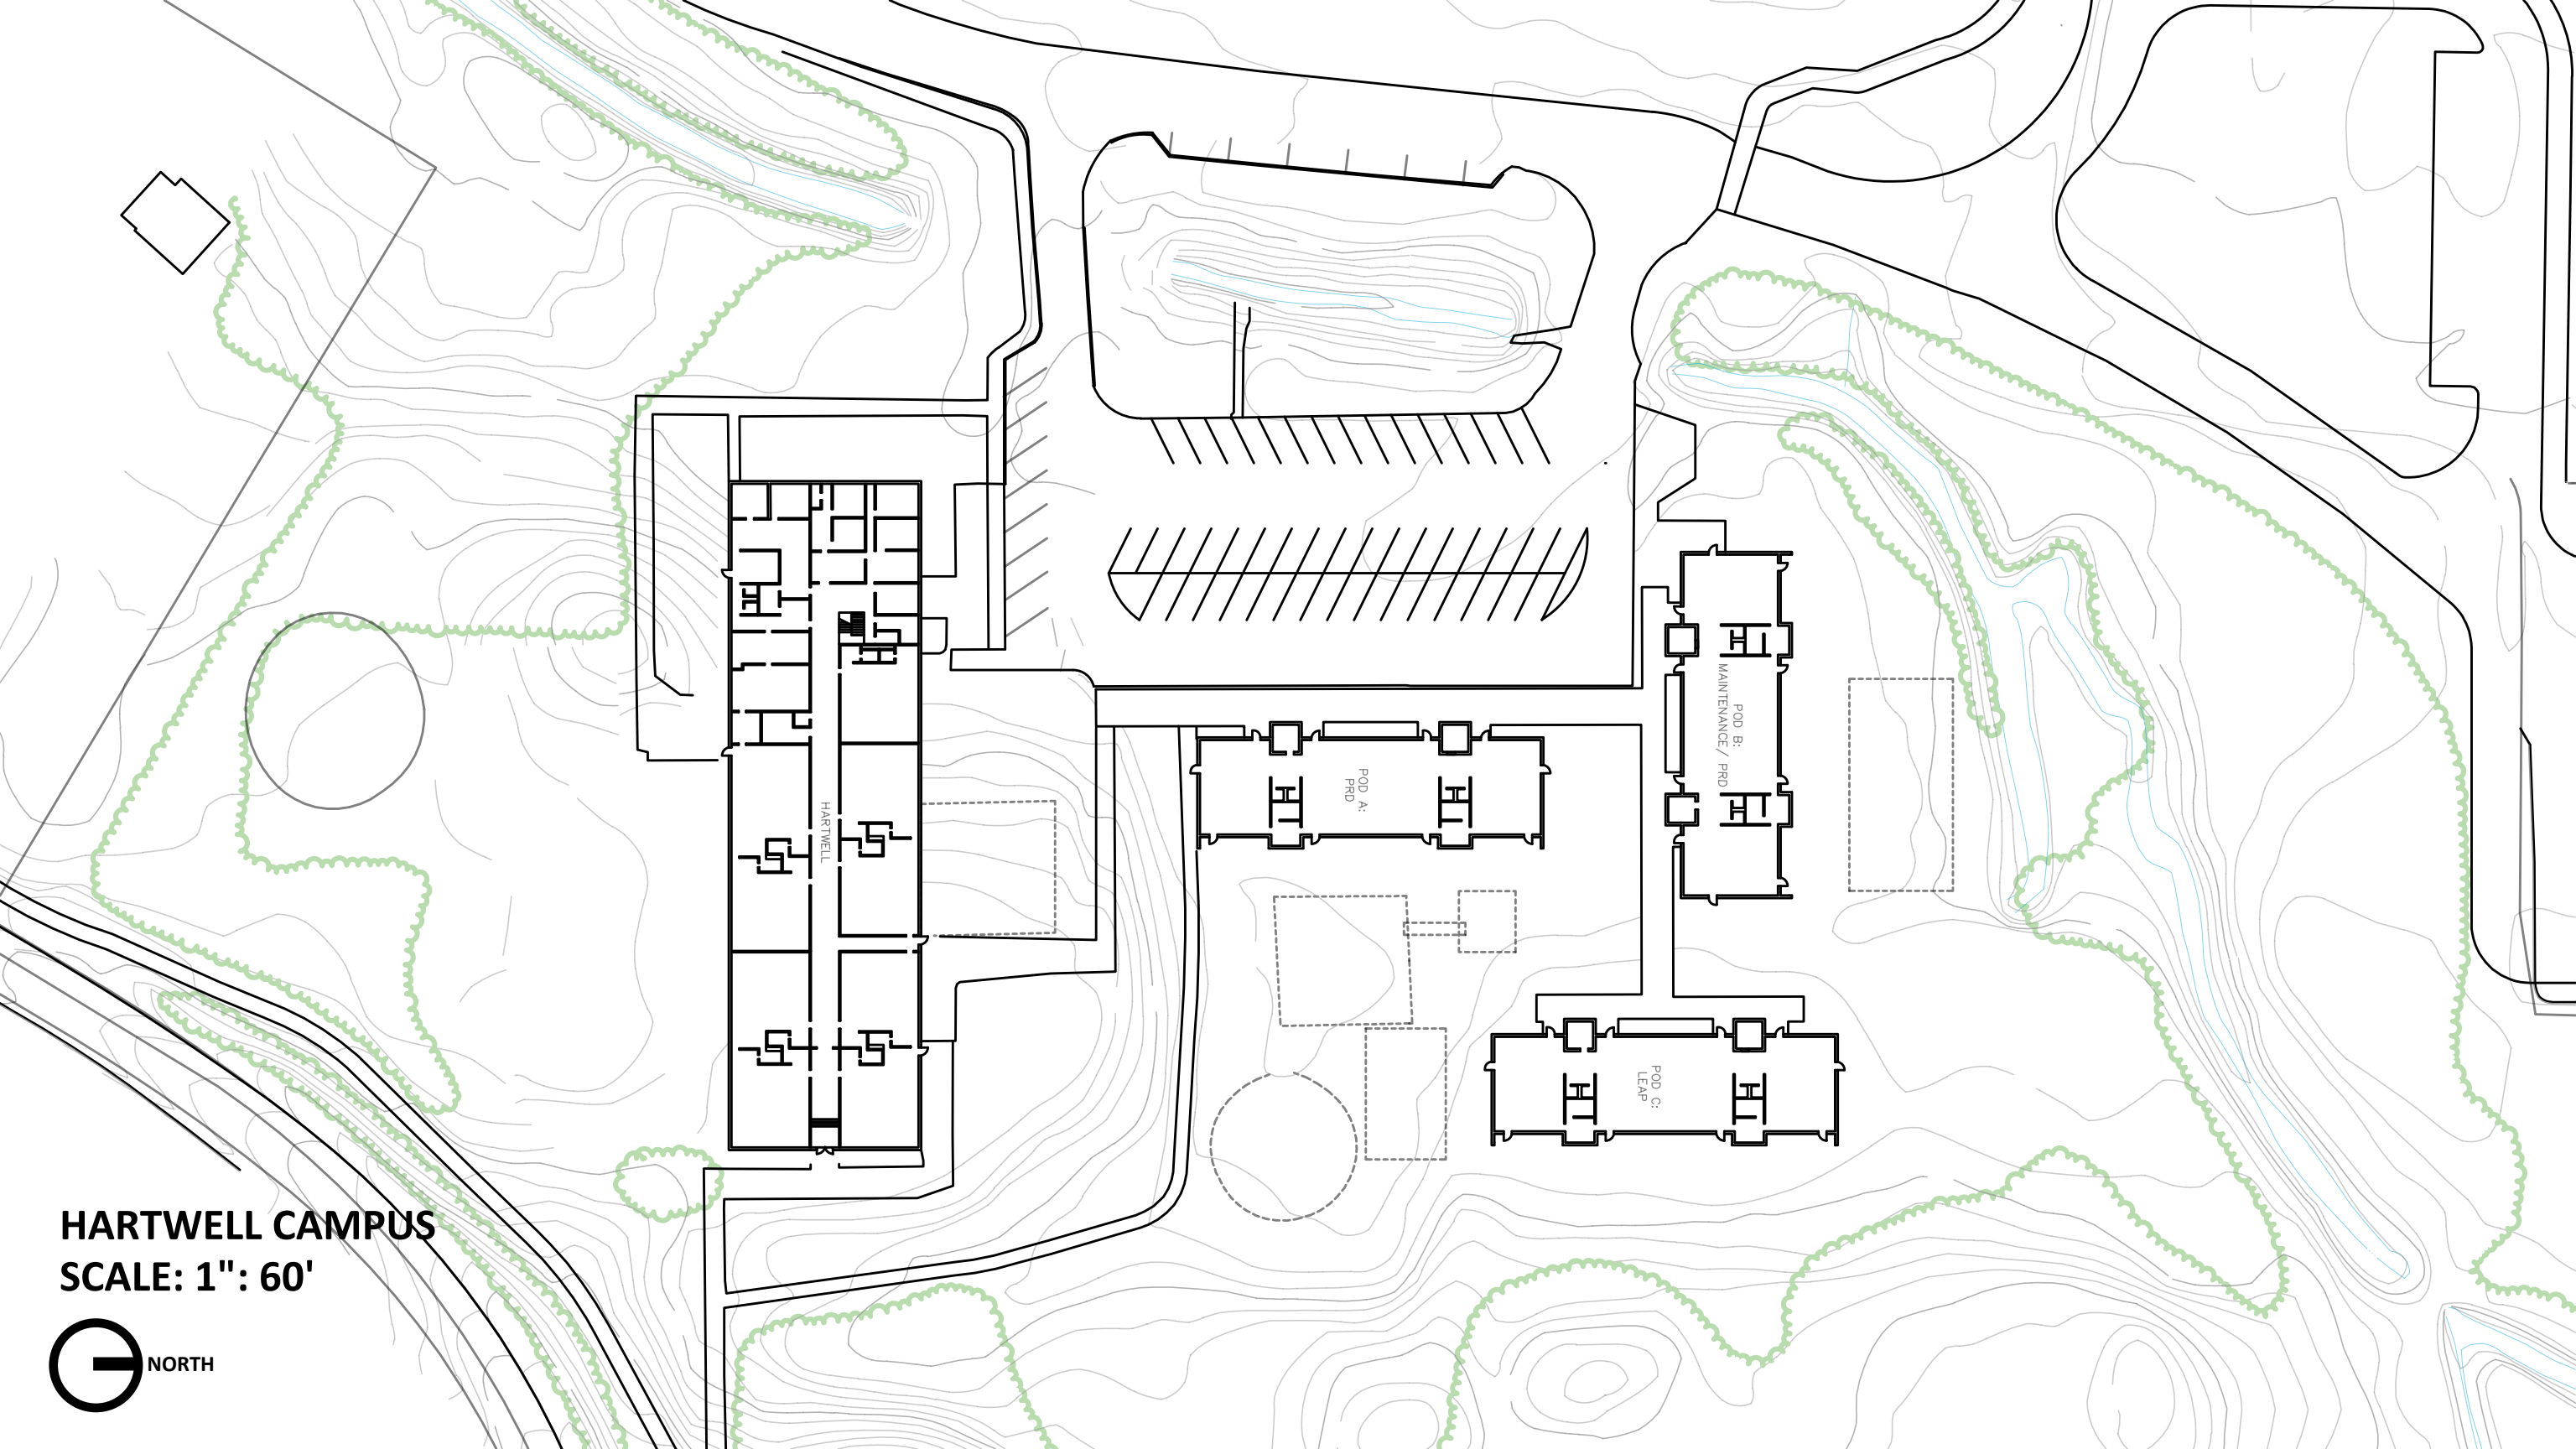 HARTWELL
POD A:
PRD
POD B:
MAINTENANCE/ PRD
POD C:
LEAP
HARTWELL CAMPUS
SCALE: 1": 60'
NORTH